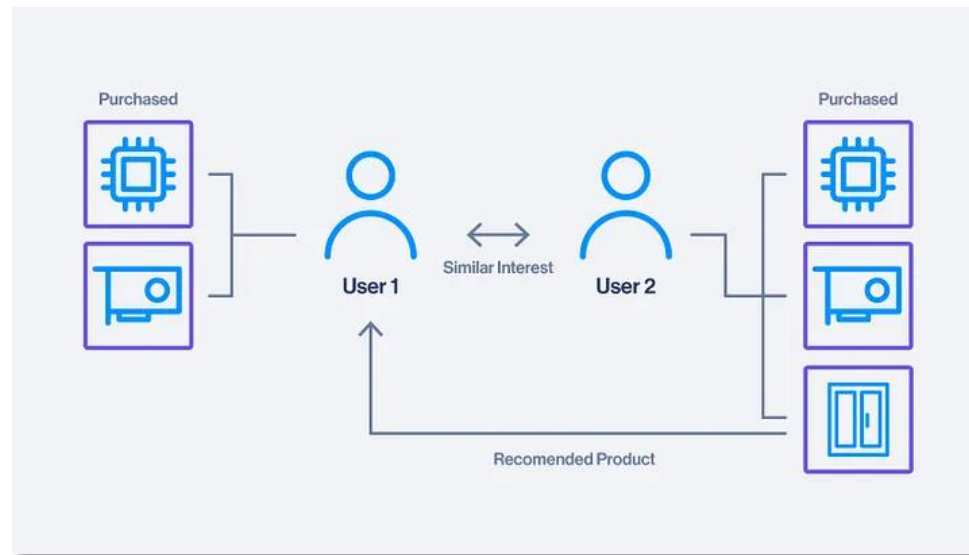 Purchased
Purchased
User 1
Similar Interest
User 2
Recomended Product